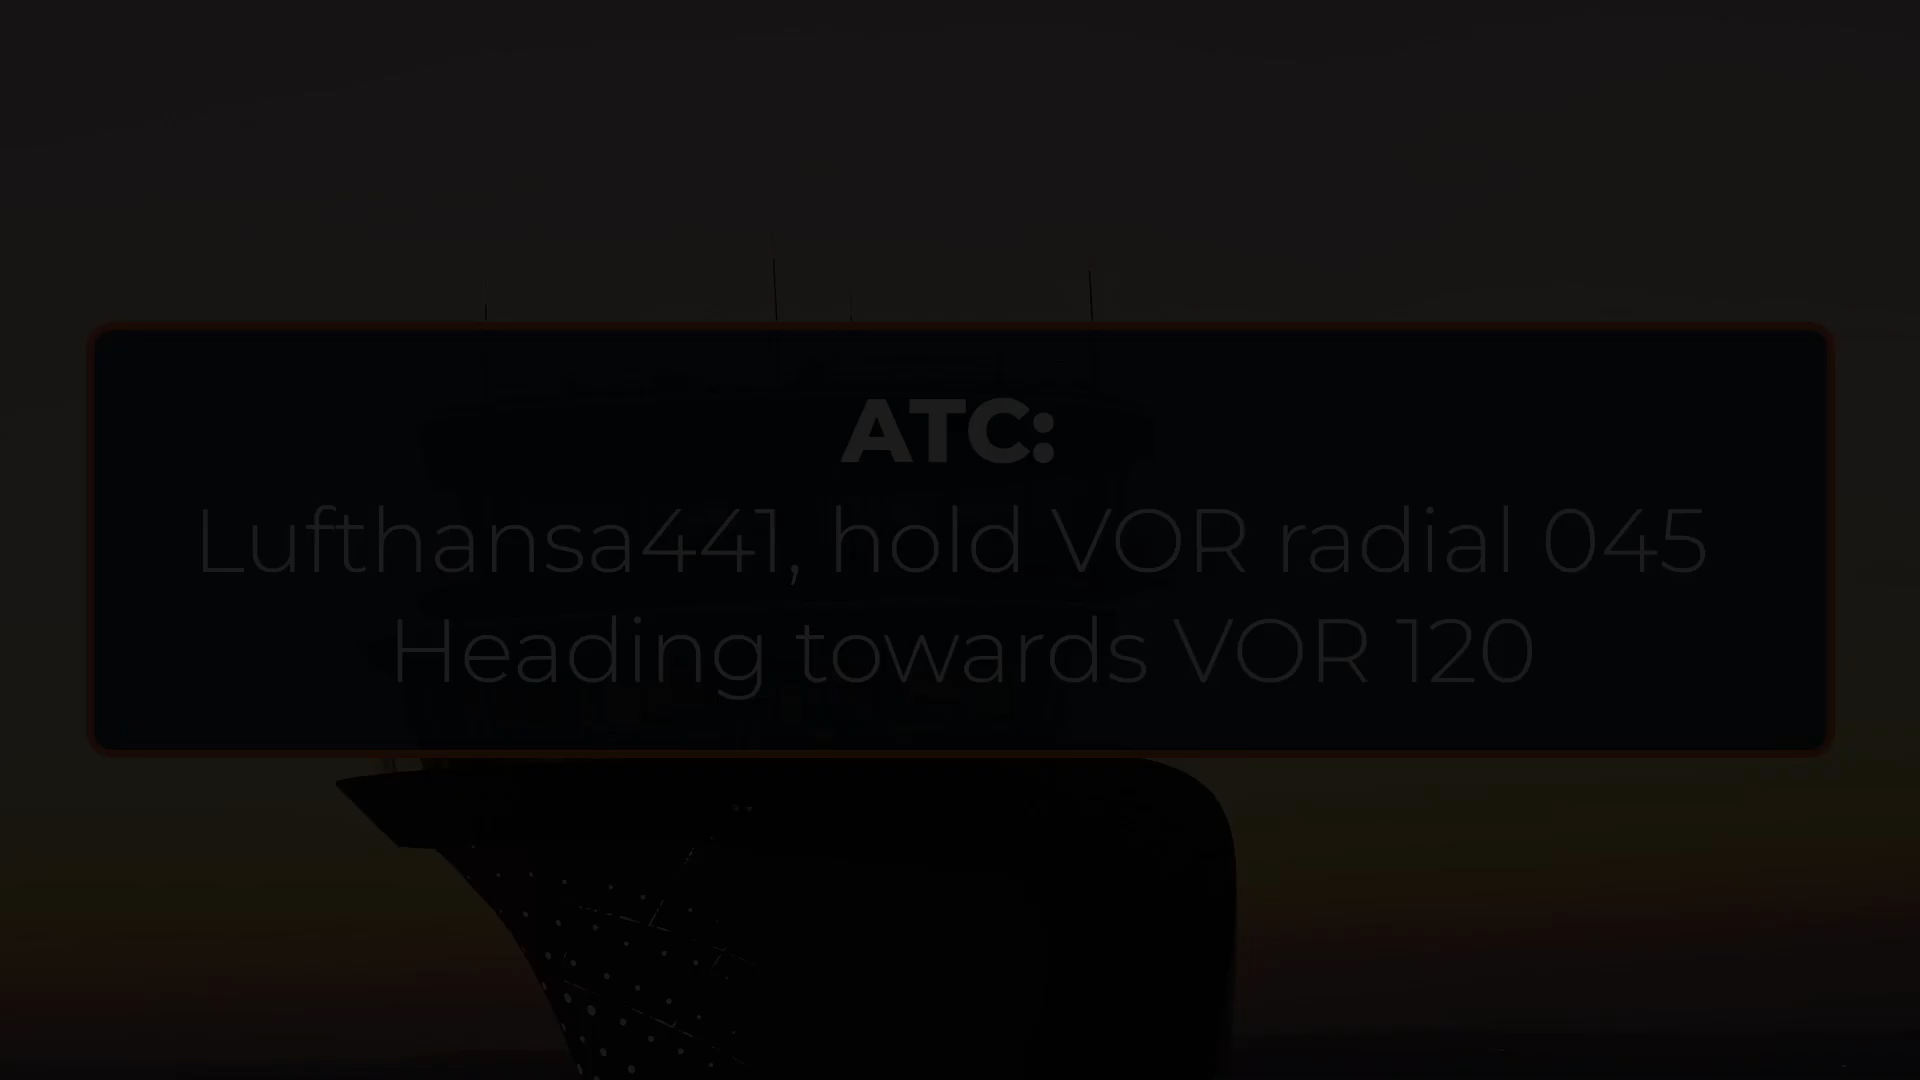 ATC:
Lufthansa441, hold VOR radial 045
Heading towards VOR 120